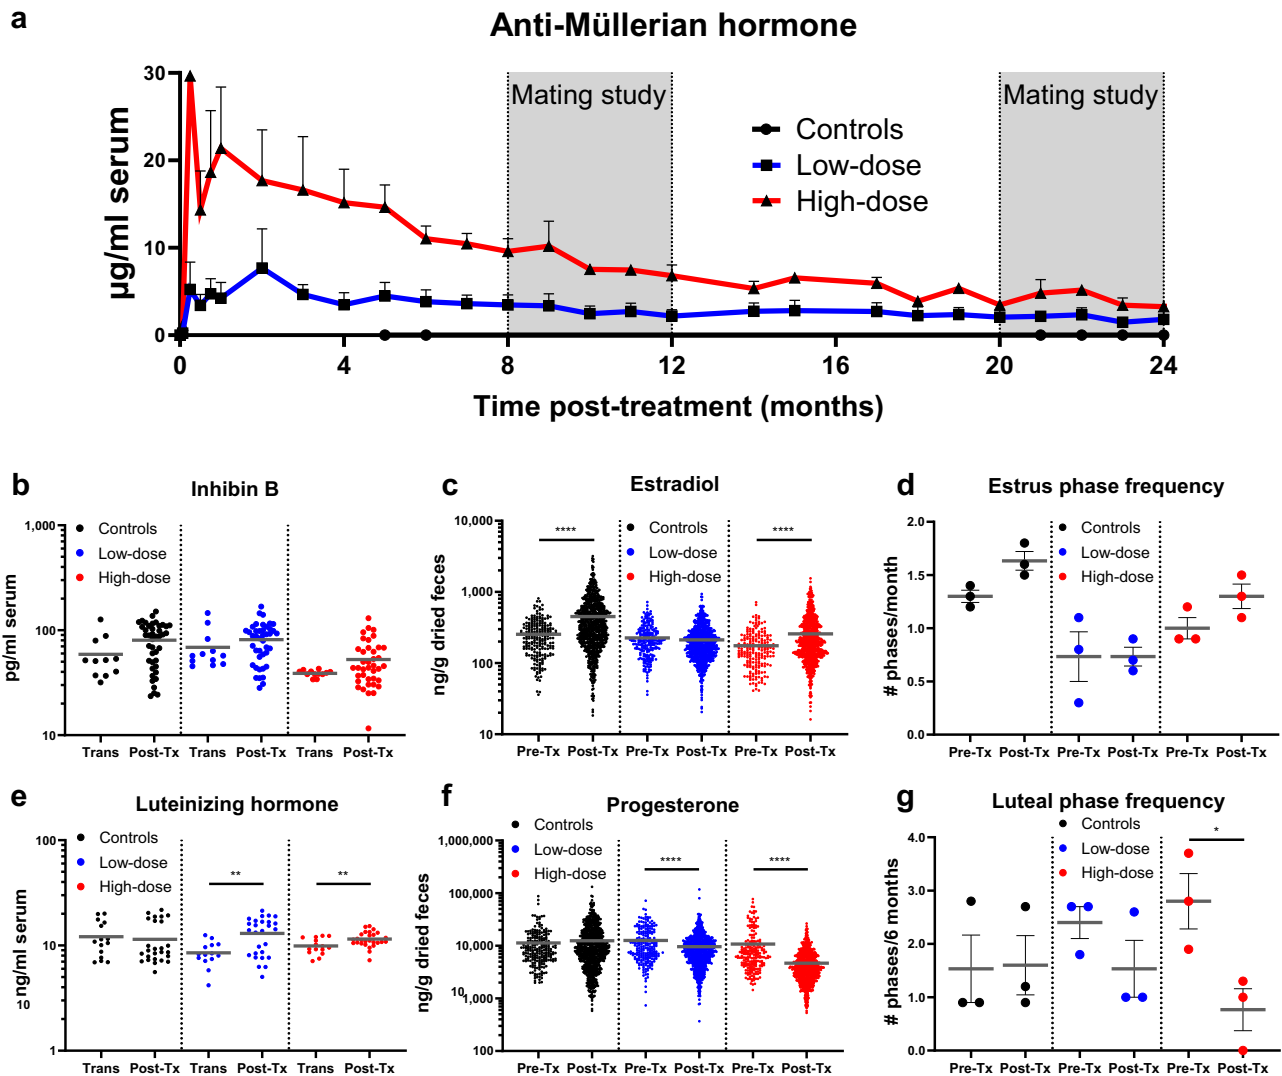 a
Anti-Müllerian hormone
30
20
10
0
µg/ml serum
Mating study
Mating study
Controls
Low-dose
High-dose
0 4 8 12 16 20 24
Time post-treatment (months)
b
Inhibin B
1,000
100
10
pg/ml serum
Controls
Low-dose
High-dose
Trans Post-Tx Trans Post-Tx Trans Post-Tx
c
Estradiol
10,000
1,000
100
10
ng/g dried feces
**** ****
Controls
Low-dose
High-dose
Pre-Tx Post-Tx Pre-Tx Post-Tx Pre-Tx Post-Tx
d
Estrus phase frequency
2.0
1.5
1.0
0.5
0.0
# phases/month
Controls
Low-dose
High-dose
Pre-Tx Post-Tx Pre-Tx Post-Tx Pre-Tx Post-Tx
e
Luteinizing hormone
100
10
1
10 ng/ml serum
Controls
Low-dose
High-dose
** **
Trans Post-Tx Trans Post-Tx Trans Post-Tx
f
Progesterone
1,000,000
100,000
10,000
1,000
100
ng/g dried feces
Controls
Low-dose
High-dose
**** ****
Pre-Tx Post-Tx Pre-Tx Post-Tx Pre-Tx Post-Tx
g
Luteal phase frequency
4.0
3.0
2.0
1.0
0.0
# phases/6 months
Controls
Low-dose
High-dose
*
Pre-Tx Post-Tx Pre-Tx Post-Tx Pre-Tx Post-Tx